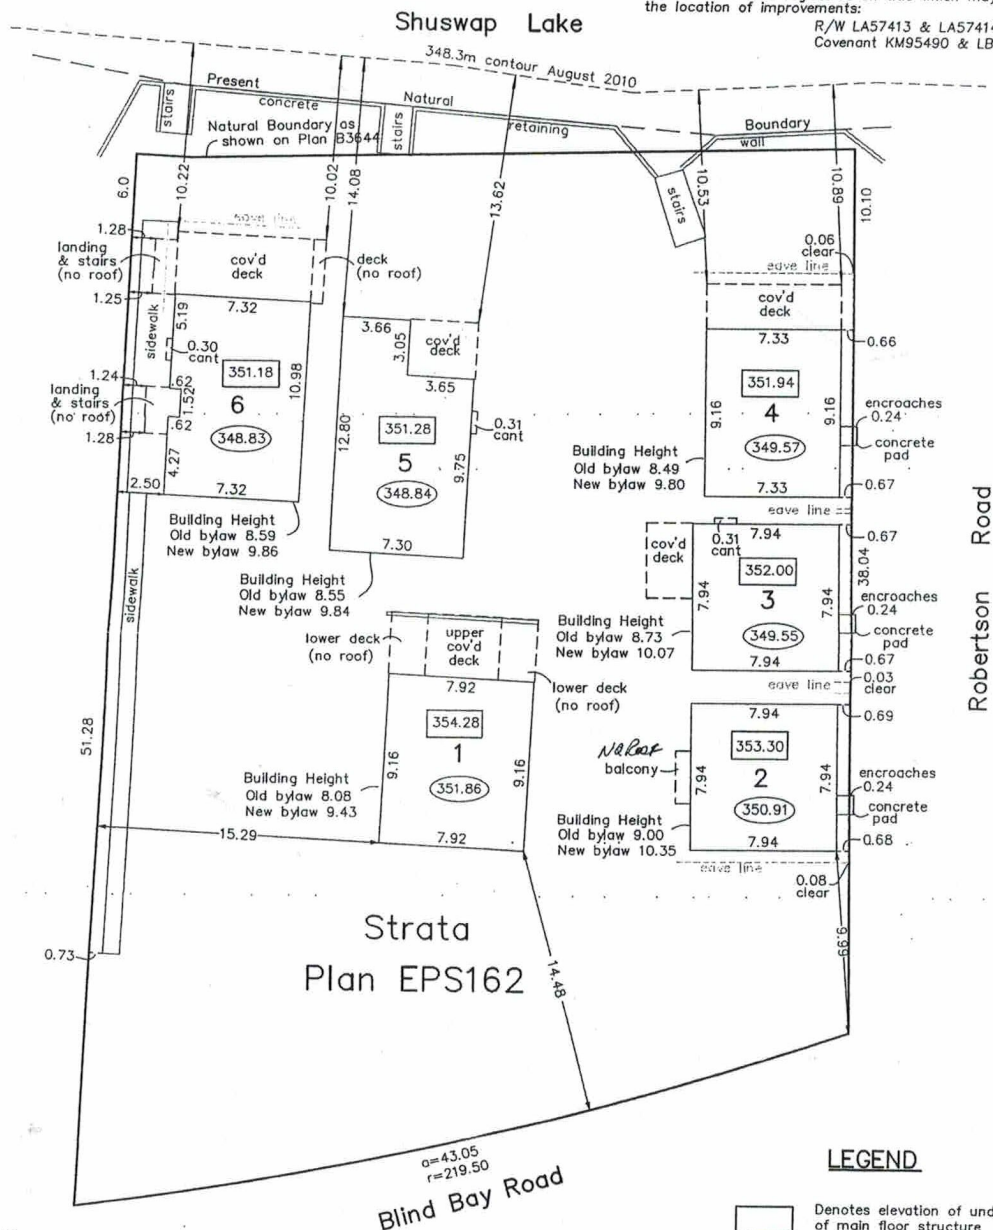 the location of improvements:
R/W LA57413 & LA57414
Covenant KM95490 & LB
Shuswap Lake
348.3m contour August 2010
Present
concrete
Natural
retaining
Boundary
wall
stairs
stairs
stairs
Natural Boundary as
shown on Plan B3644
6.0
10.22
10.02
14.08
13.62
10.53
10.89
10.10
0.06
clear
eave line
eave line
1.28
landing
& stairs
(no roof)
1.25
cov'd
deck
deck
(no roof)
7.32
5.19
sidewalk
0.30
cant
351.18
10.98
6
348.83
1.24
.62
1.52
.62
landing
& stairs
(no roof)
1.28
4.27
2.50
7.32
Building Height
Old bylaw 8.59
New bylaw 9.86
3.66
3.05
cov'd
deck
3.65
351.28
0.31
cant
12.80
5
9.75
348.84
7.30
Building Height
Old bylaw 8.55
New bylaw 9.84
cov'd
deck
7.33
0.66
351.94
9.16
4
9.16
encroaches
0.24
concrete
pad
349.57
Building Height
Old bylaw 8.49
New bylaw 9.80
7.33
0.67
eave line
0.67
38.04
cov'd
deck
0.31
cant
7.94
352.00
7.94
3
7.94
encroaches
0.24
concrete
pad
349.55
Building Height
Old bylaw 8.73
New bylaw 10.07
7.94
0.67
eave line
0.03
clear
Robertson Road
sidewalk
lower deck
(no roof)
upper
cov'd
deck
lower deck
(no roof)
7.92
354.28
9.16
1
9.16
351.86
Building Height
Old bylaw 8.08
New bylaw 9.43
7.92
15.29
51.28
7.94
0.69
353.30
balcony
7.94
2
7.94
encroaches
0.24
concrete
pad
350.91
Building Height
Old bylaw 9.00
New bylaw 10.35
7.94
0.68
eave line
0.08
clear
9.99
0.73
Strata
Plan EPS162
14.48
a=43.05
r=219.50
Blind Bay Road
LEGEND
Denotes elevation of und
of main floor structure